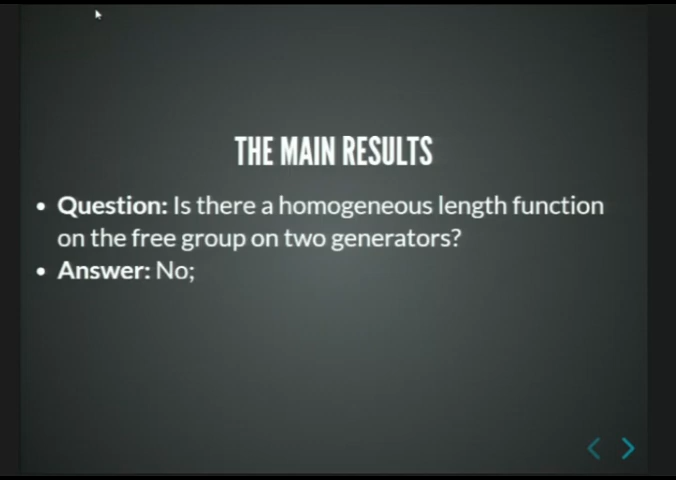 THE MAIN RESULTS
• Question: Is there a homogeneous length function
on the free group on two generators?
• Answer: No;